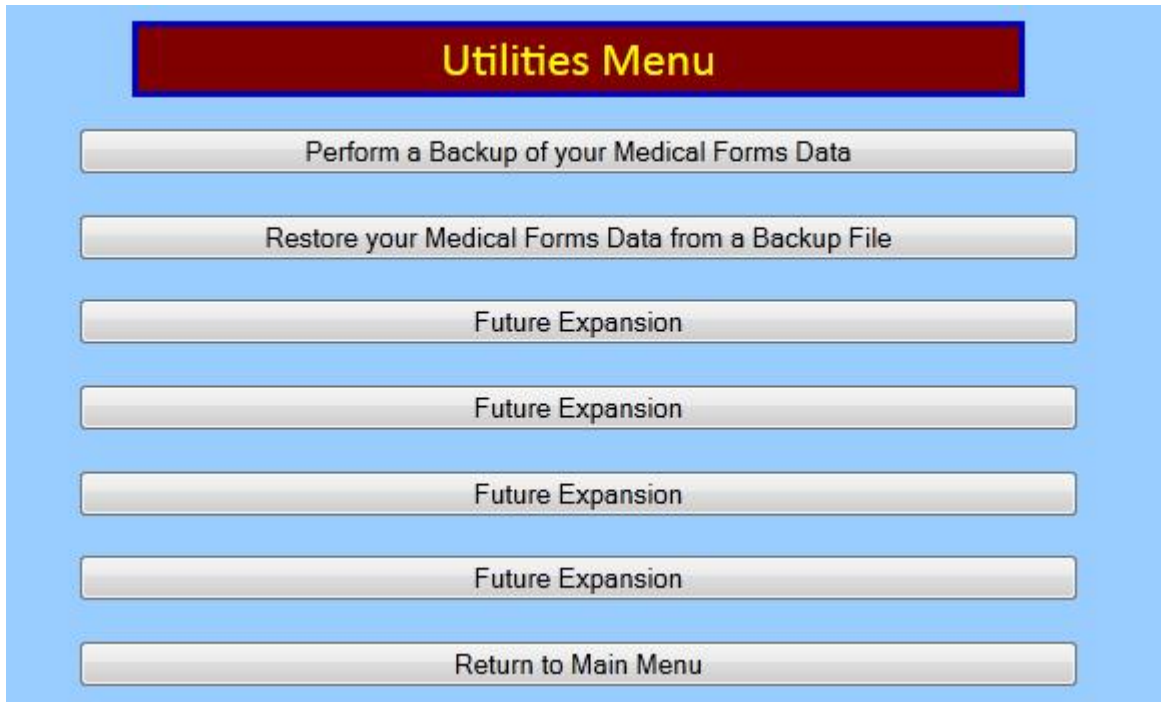 Utilities Menu
Perform a Backup of your Medical Forms Data
Restore your Medical Forms Data from a Backup File
Future Expansion
Future Expansion
Future Expansion
Future Expansion
Return to Main Menu